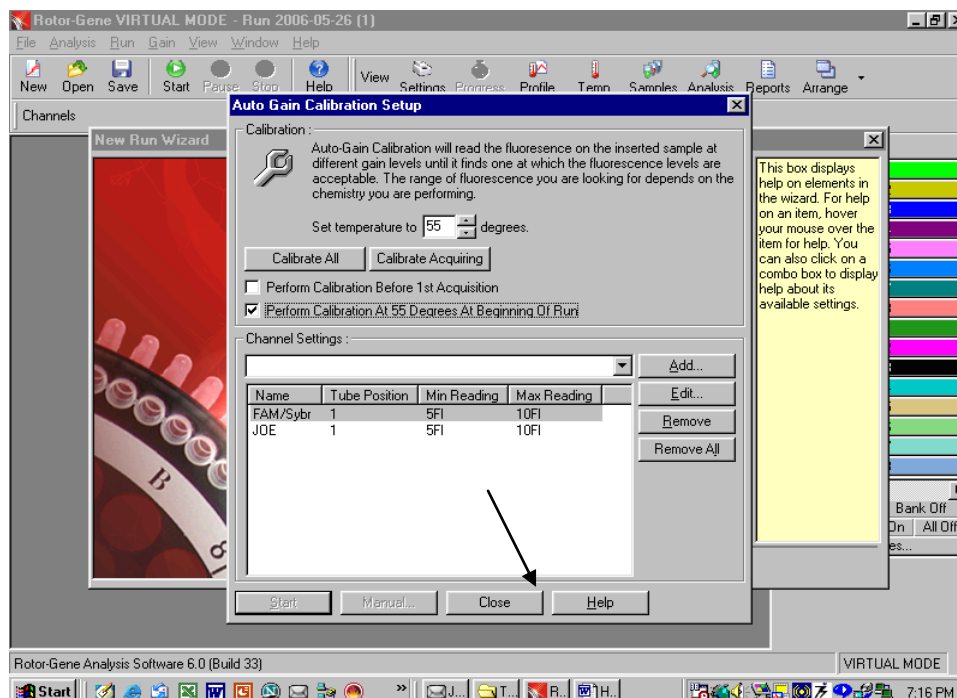 Rotor-Gene VIRTUAL MODE - Run 2006-05-26 (1)
File Analysis Run Gain View Window Help
New Open Save Start Pause Stop Help View Settings Progress Profile Temp Samples Analysis Reports Arrange
Channels
New Run Wizard
Auto Gain Calibration Setup
Calibration :
Auto-Gain Calibration will read the fluoresence on the inserted sample at
different gain levels until it finds one at which the fluorescence levels are
acceptable. The range of fluorescence you are looking for depends on the
chemistry you are performing.
Set temperature to 55 degrees.
Calibrate All Calibrate Acquiring
Perform Calibration Before 1st Acquisition
Perform Calibration At 55 Degrees At Beginning Of Run
Channel Settings :
Add...
Name Tube Position Min Reading Max Reading
Edit...
FAM/Sybr 1 5Fl 10Fl
JOE 1 5Fl 10Fl
Remove
Remove All
Start Manual... Close Help
This box displays
help on elements in
the wizard. For help
on an item, hover
your mouse over the
item for help. You
can also click on a
combo box to display
help about its
available settings.
B
Bank Off
On All Off
es...
Rotor-Gene Analysis Software 6.0 (Build 33) VIRTUAL MODE
Start » J... T... R.. H.. 7:16 PM